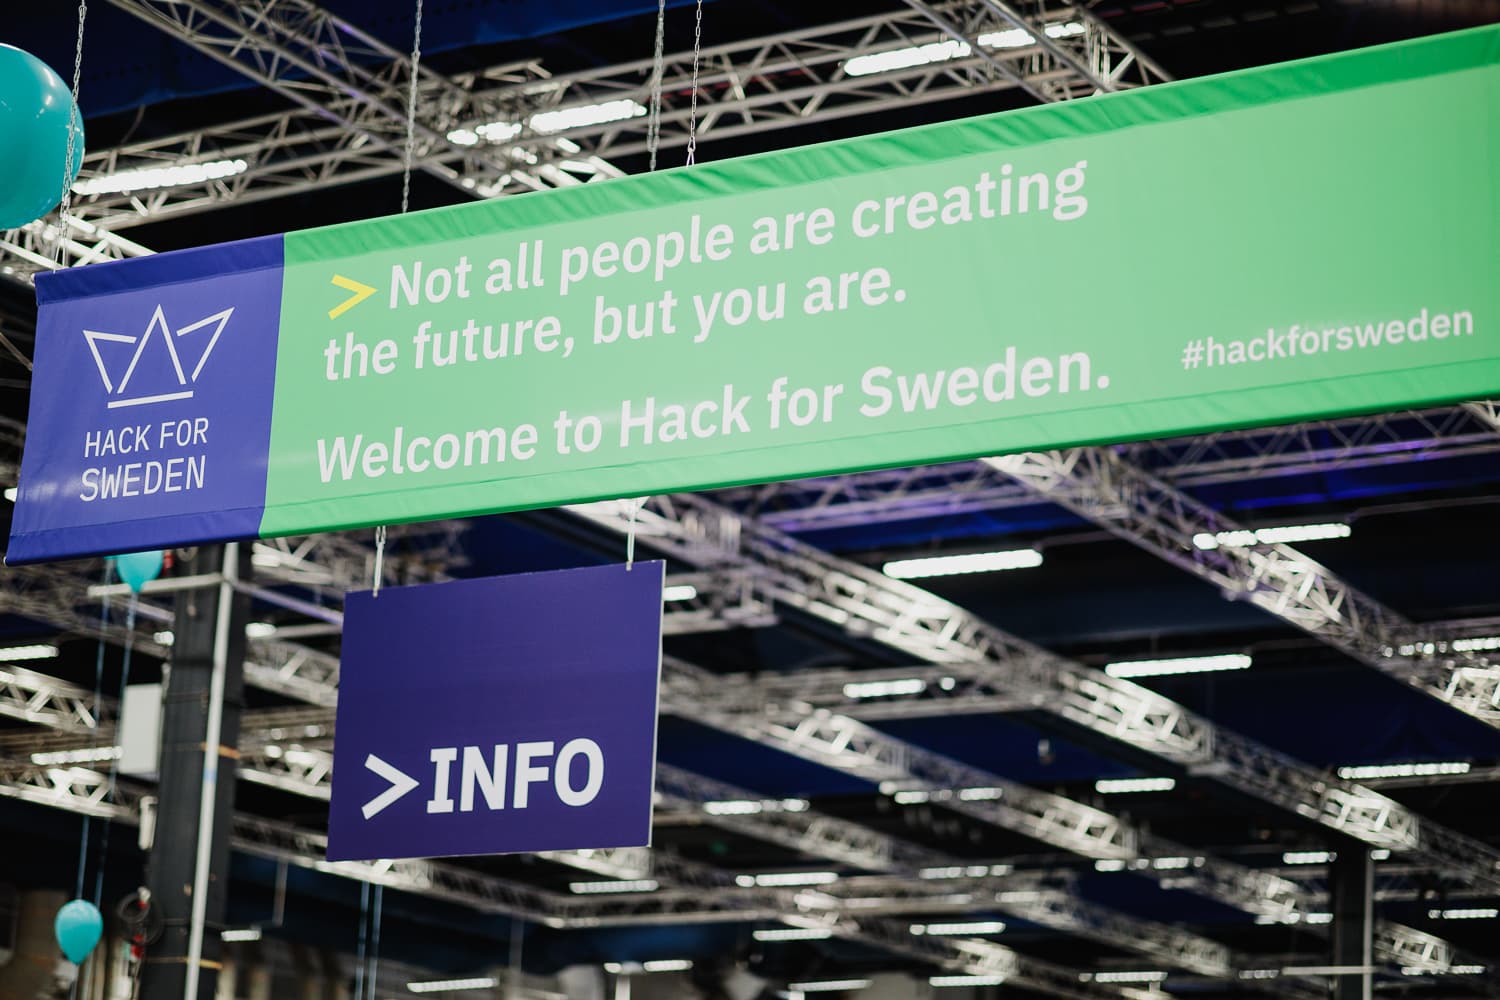 HACK FOR
SWEDEN
> Not all people are creating
the future, but you are.
Welcome to Hack for Sweden.
#hackforsweden
>INFO